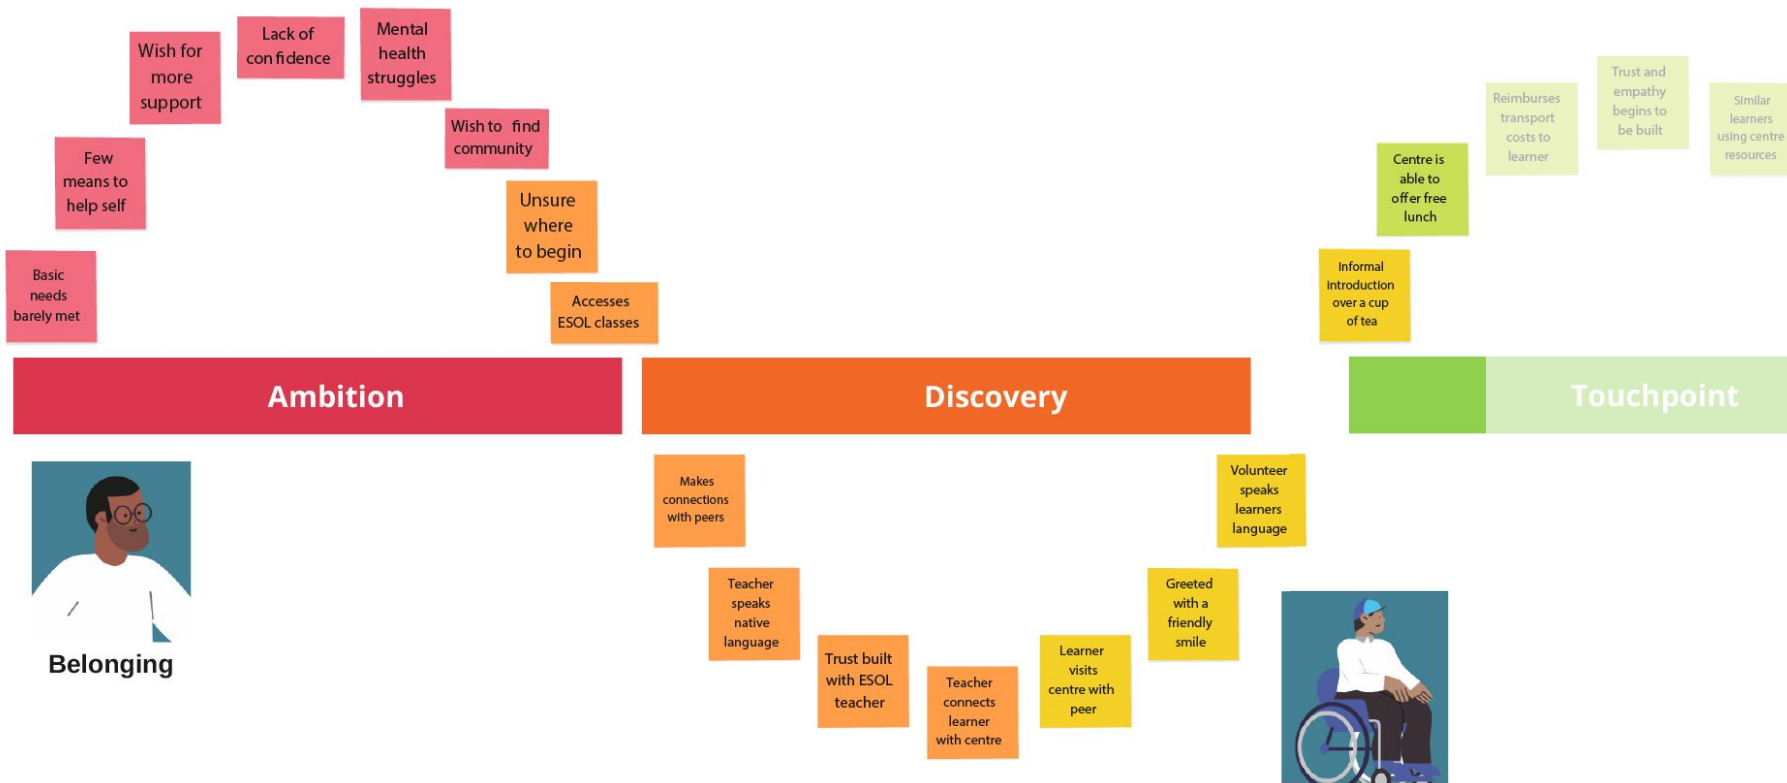 Basic
needs
barely met
Few
means to
help self
Wish for
more
support
Lack of
confidence
Mental
health
struggles
Wish to find
community
Unsure
where
to begin
Accesses
ESOL classes
Ambition
Belonging
Discovery
Makes
connections
with peers
Teacher
speaks
native
language
Trust built
with ESOL
teacher
Teacher
connects
learner
with centre
Learner
visits
centre with
peer
Greeted
with a
friendly
smile
Volunteer
speaks
learners
language
Informal
introduction
over a cup
of tea
Centre is
able to
offer free
lunch
Reimburses
transport
costs to
learner
Trust and
empathy
begins to
be built
Similar
learners
using centre
resources
Touchpoint